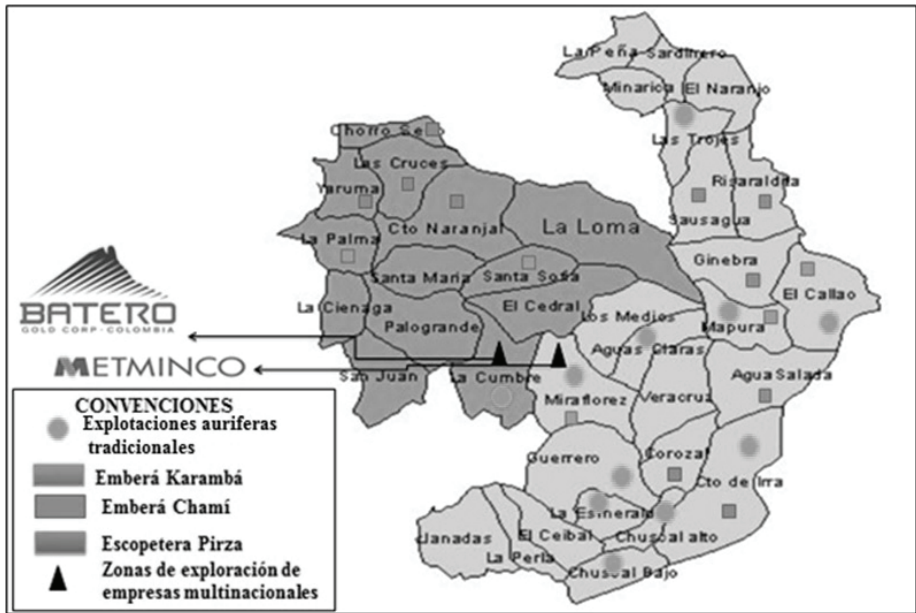 La Peña
Sardinero
Minarica
El Naranjo
Las Trojes
Chorro Seco
Las Cruces
Yaruma
Risaraldita
Sausagua
Cto Naranjal
La Loma
La Palma
Ginebra
Santa María
Santa Sofia
El Callao
La Cienaga
El Cedral
Los Medios
Palogrande
Mapura
Aguas Claras
BATERO
GOLD CORP - COLOMBIA
METMINCO
San Juan
La Cumbre
Miraflorez
Veracruz
Agua Salada
CONVENCIONES
Explotaciones auríferas
tradicionales
Emberá Karambá
Emberá Chamí
Escopetera Pirza
Zonas de exploración de
empresas multinacionales
Guerrero
Corozal
Cto de Irra
La Esmeralda
Llanadas
El Ceibal
Chuscal alto
La Perla
Chuscal Bajo